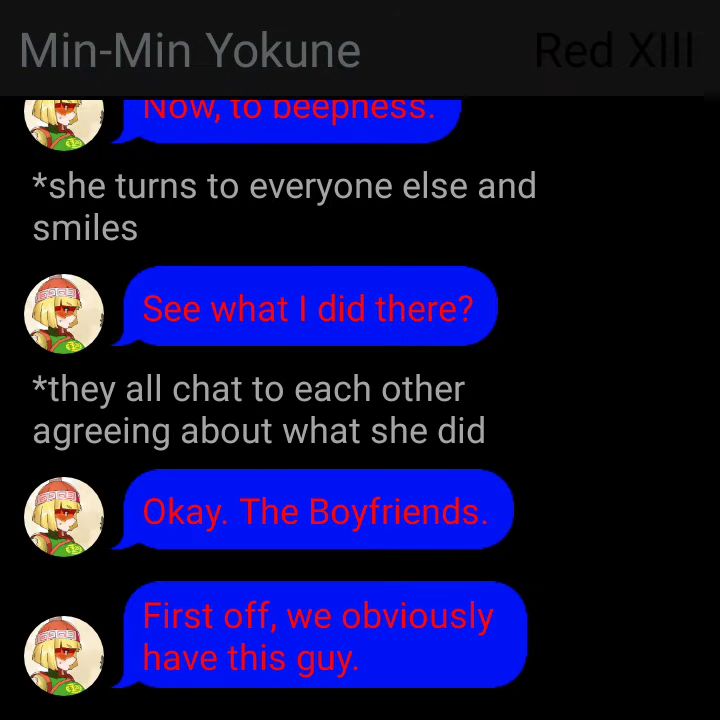 Min-Min Yokune
Red XIII
Now, to beepness.
*she turns to everyone else and
smiles
See what I did there?
*they all chat to each other
agreeing about what she did
Okay. The Boyfriends.
First off, we obviously
have this guy.